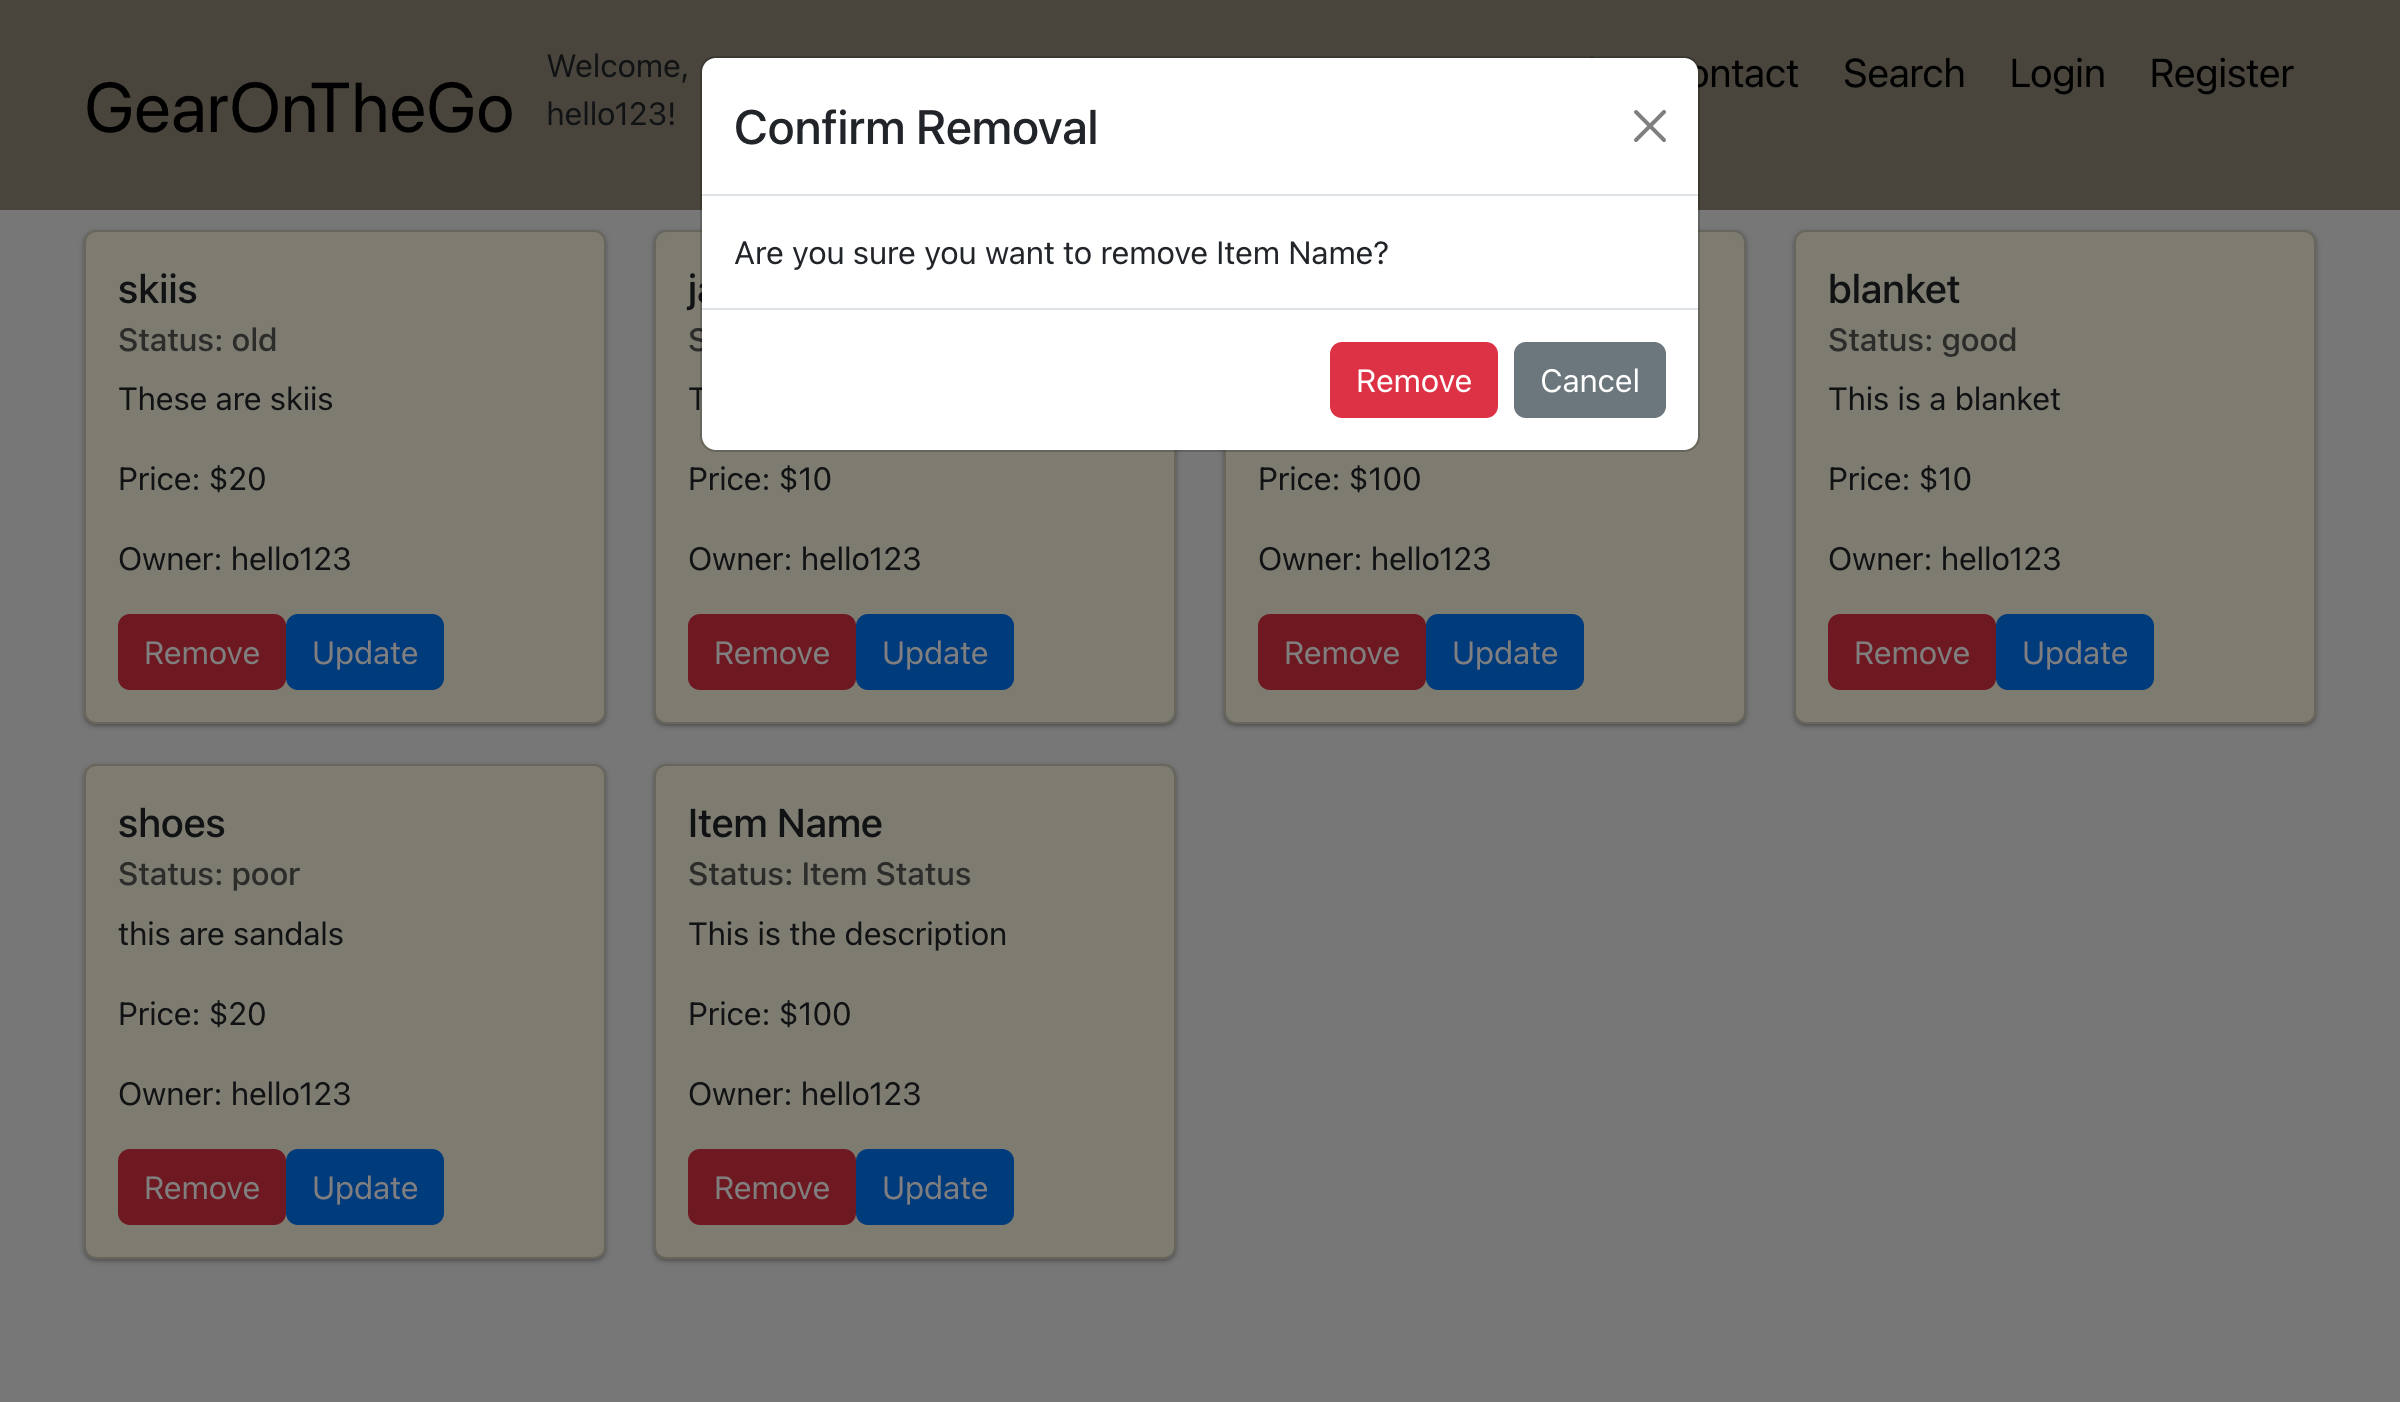 GearOnTheGo
Welcome,
hello123!
Search
Login
Register
Confirm Removal
Are you sure you want to remove Item Name?
Remove
Cancel
skiis
Status: old
These are skiis
Price: $20
Owner: hello123
Remove
Update
Price: $10
Owner: hello123
Remove
Update
Price: $100
Owner: hello123
Remove
Update
blanket
Status: good
This is a blanket
Price: $10
Owner: hello123
Remove
Update
shoes
Status: poor
this are sandals
Price: $20
Owner: hello123
Remove
Update
Item Name
Status: Item Status
This is the description
Price: $100
Owner: hello123
Remove
Update